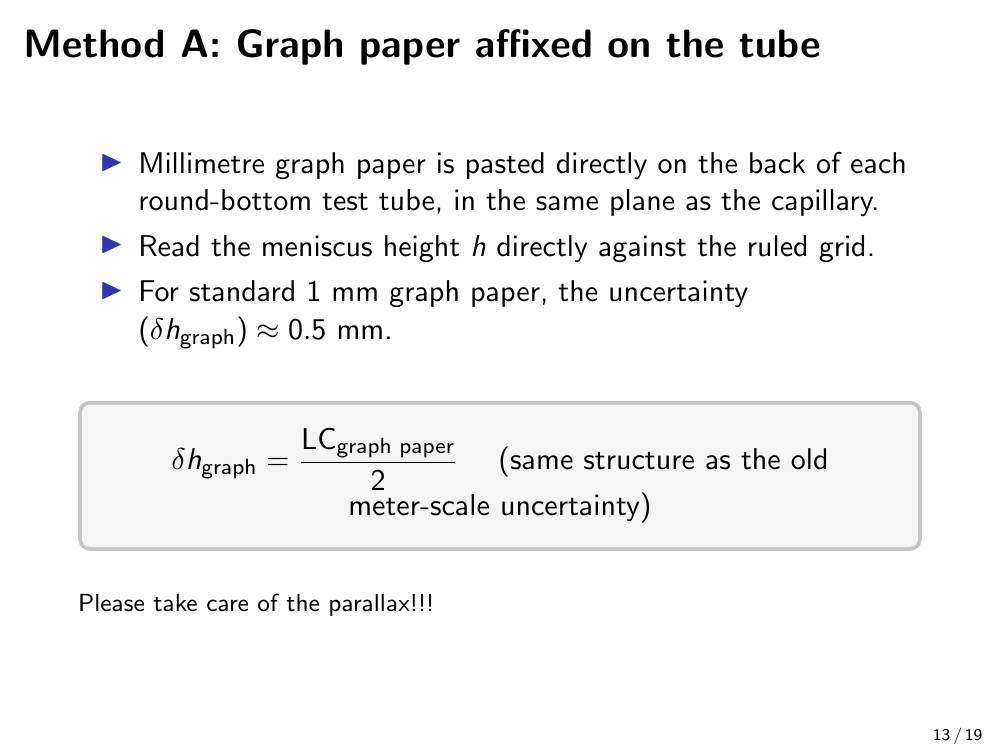 Method A: Graph paper affixed on the tube
▶ Millimetre graph paper is pasted directly on the back of each
round-bottom test tube, in the same plane as the capillary.
▶ Read the meniscus height h directly against the ruled grid.
▶ For standard 1 mm graph paper, the uncertainty
(δh_graph) ≈ 0.5 mm.
δh_graph = LC_graph paper / 2 (same structure as the old
meter-scale uncertainty)
Please take care of the parallax!!!
13 / 19